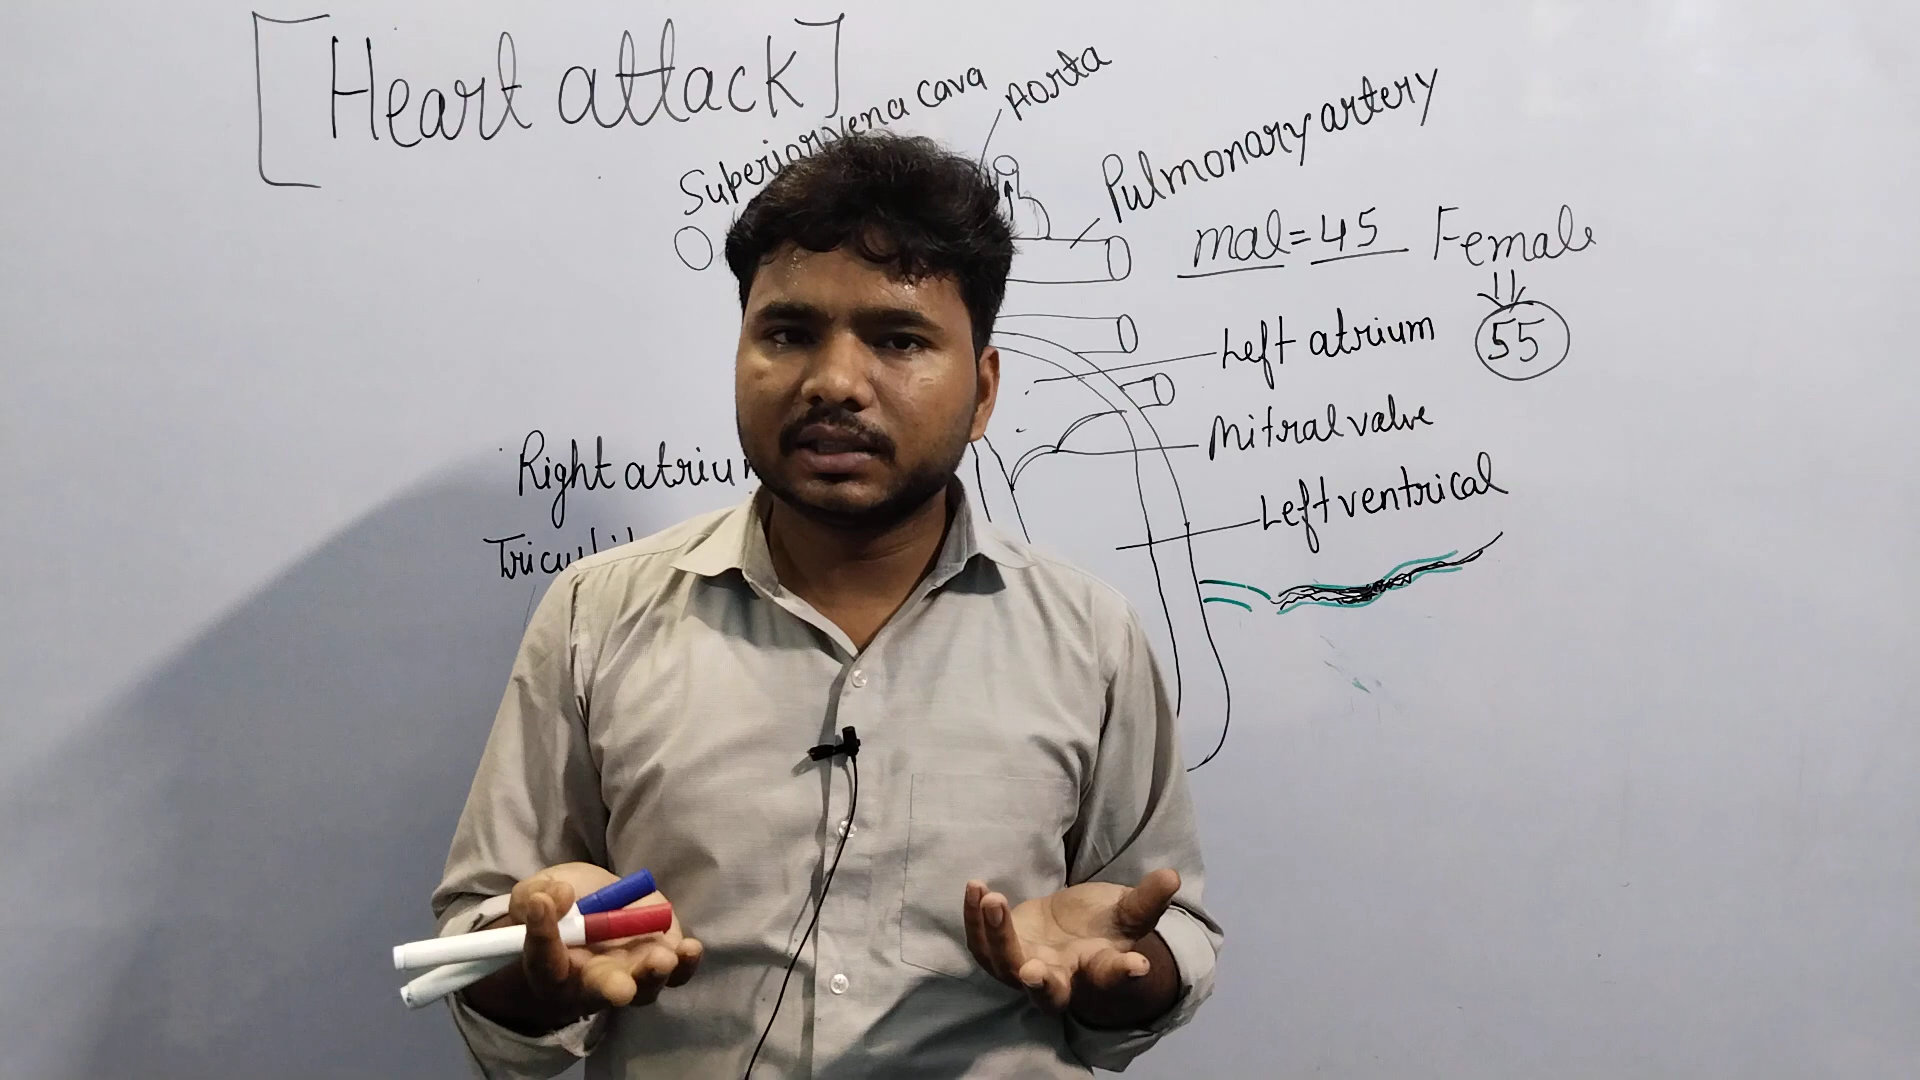 [Heart attack]
Superior vena cava
Aorta
Pulmonary artery
mal=45 Female
55
Left atrium
Mitral valve
Left ventrical
Right